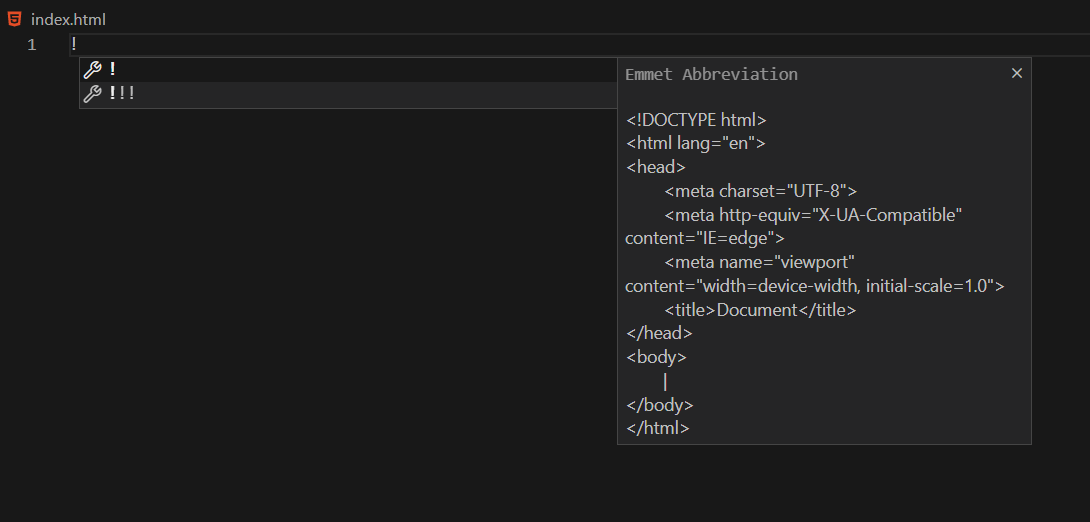 index.html
1 !
!
!!!
Emmet Abbreviation ×
<!DOCTYPE html>
<html lang="en">
<head>
<meta charset="UTF-8">
<meta http-equiv="X-UA-Compatible"
content="IE=edge">
<meta name="viewport"
content="width=device-width, initial-scale=1.0">
<title>Document</title>
</head>
<body>
|
</body>
</html>